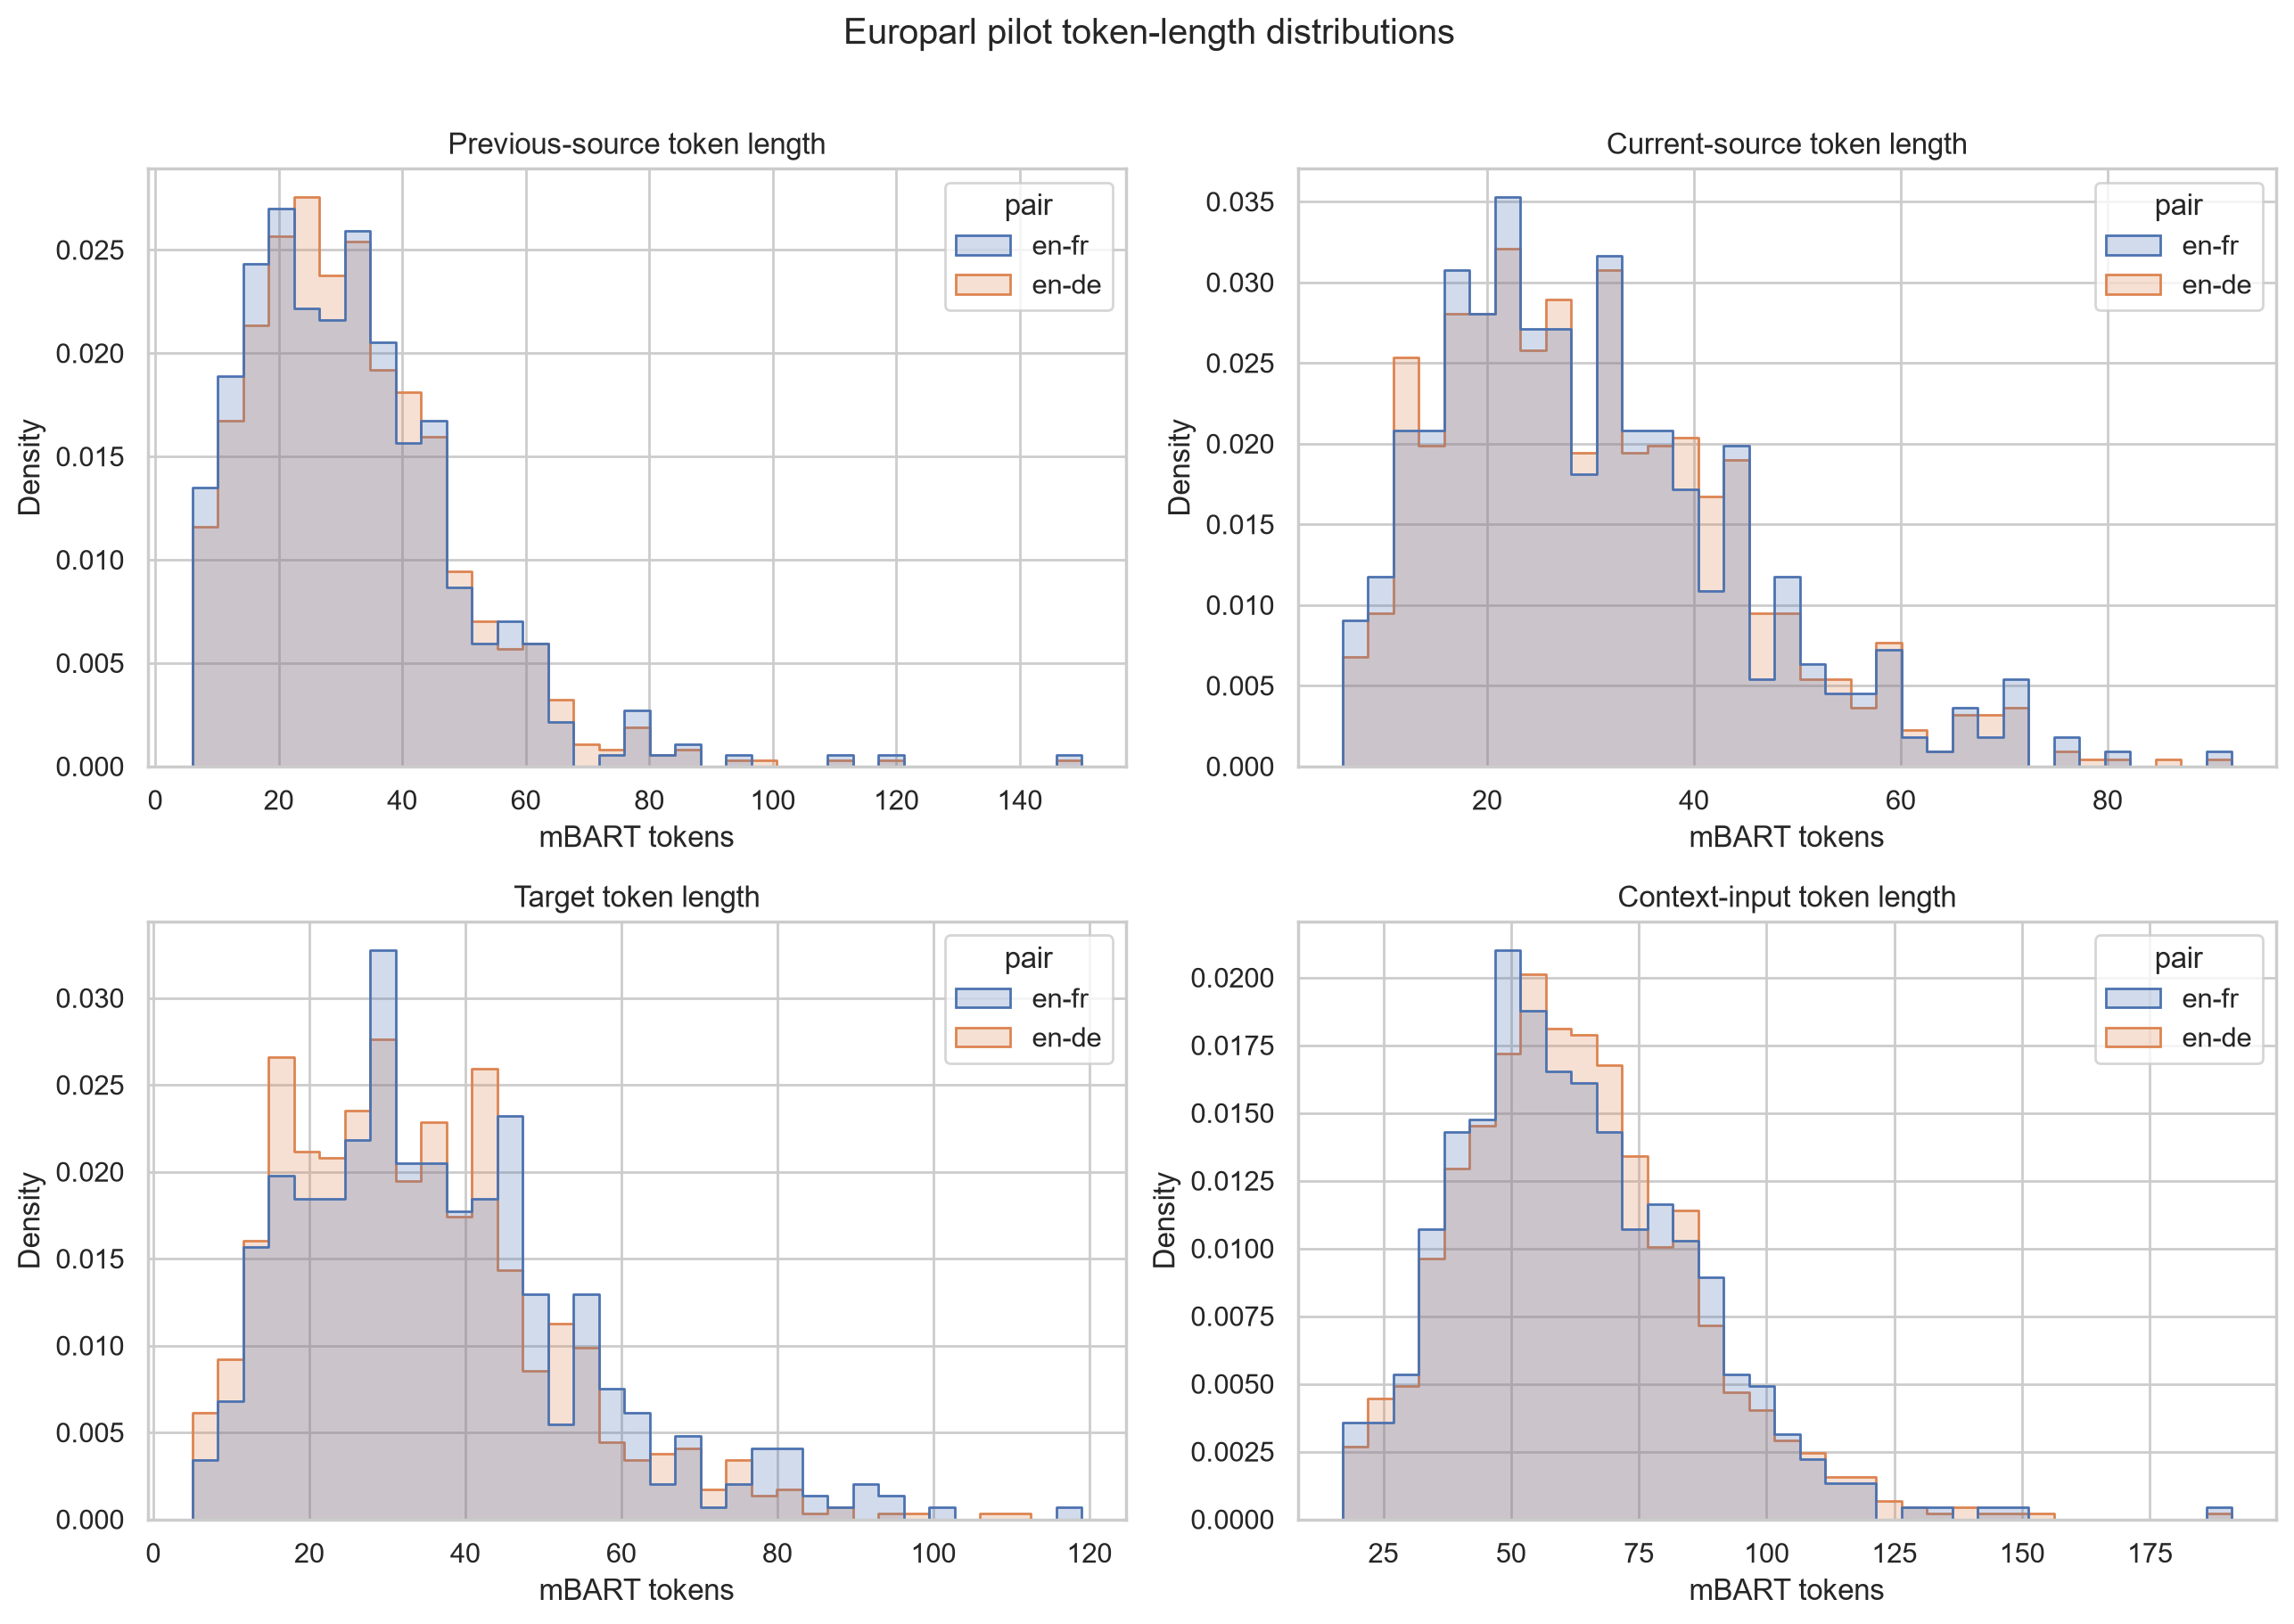 Europarl pilot token-length distributions
Previous-source token length
Density
0.025
0.020
0.015
0.010
0.005
0.000
0 20 40 60 80 100 120 140
mBART tokens
pair
en-fr
en-de
Current-source token length
Density
0.035
0.030
0.025
0.020
0.015
0.010
0.005
0.000
20 40 60 80
mBART tokens
pair
en-fr
en-de
Target token length
Density
0.030
0.025
0.020
0.015
0.010
0.005
0.000
0 20 40 60 80 100 120
mBART tokens
pair
en-fr
en-de
Context-input token length
Density
0.0200
0.0175
0.0150
0.0125
0.0100
0.0075
0.0050
0.0025
0.0000
25 50 75 100 125 150 175
mBART tokens
pair
en-fr
en-de